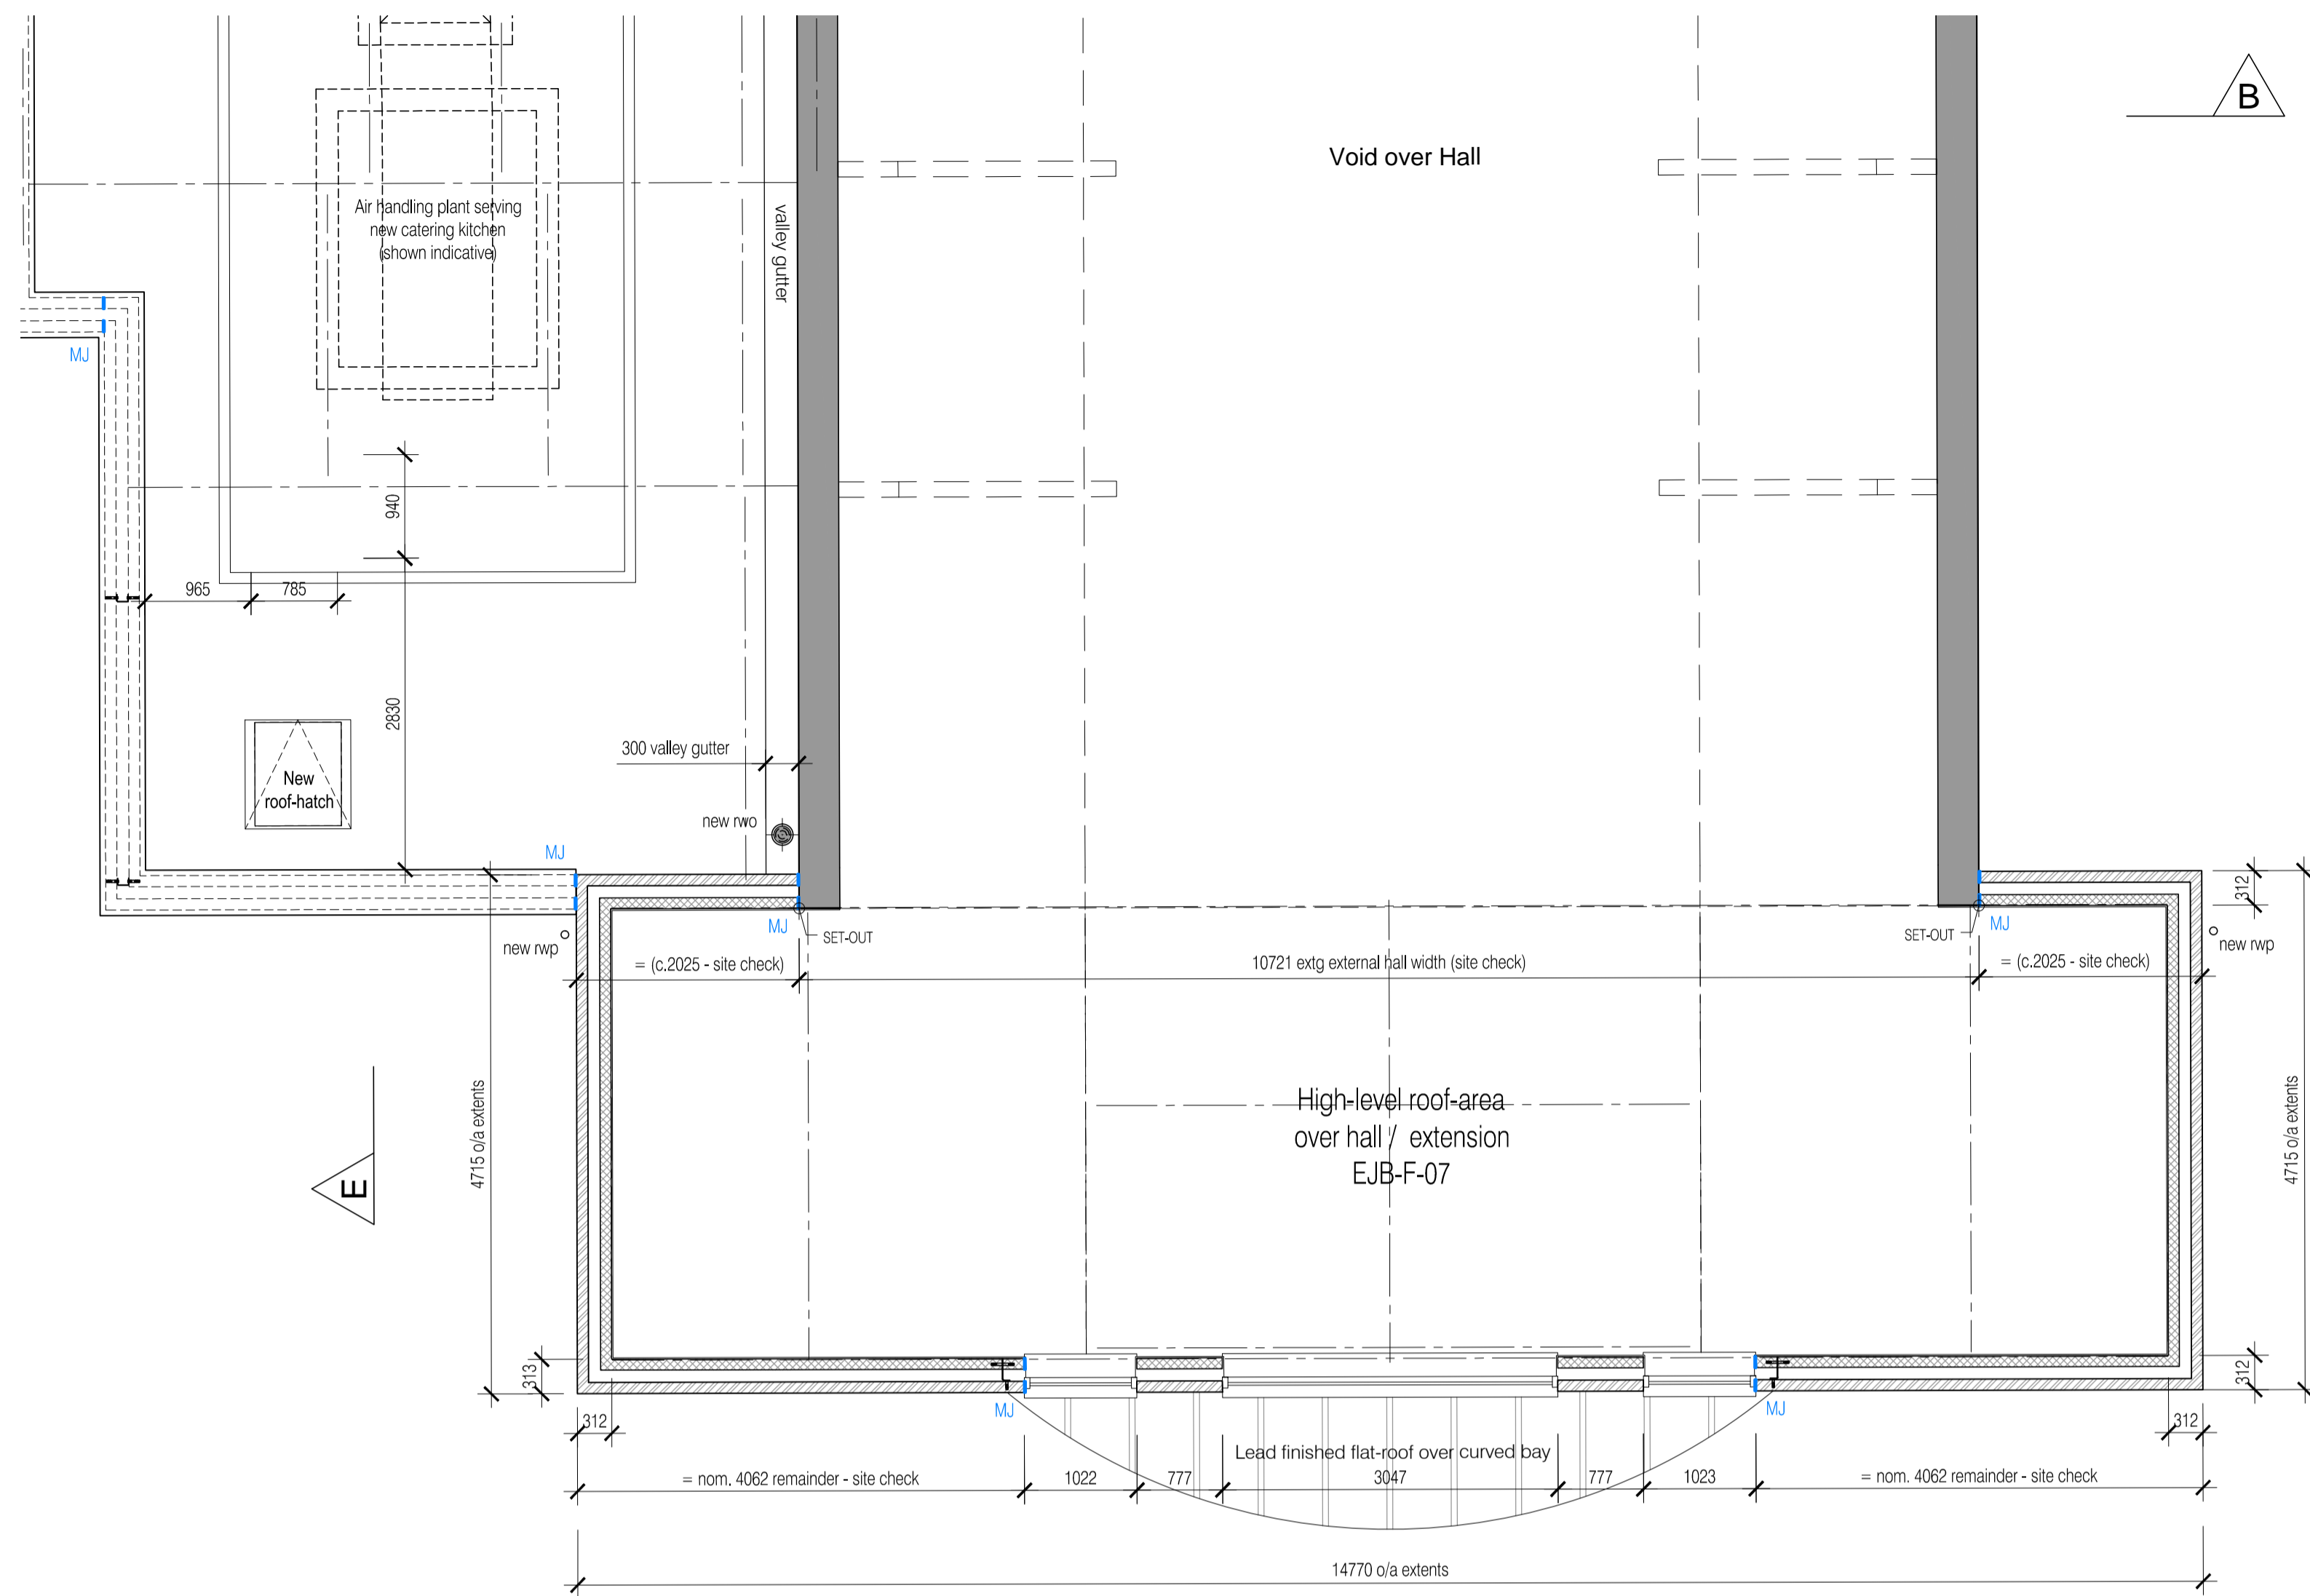 B
Void over Hall
Air handling plant serving
new catering kitchen
(shown indicative)
valley gutter
MJ
940
965
785
2830
300 valley gutter
New
roof-hatch
new rwo
MJ
312
MJ
SET-OUT
SET-OUT
MJ
new rwp
new rwp
= (c.2025 - site check)
10721 extg external hall width (site check)
= (c.2025 - site check)
4715 o/a extents
4715 o/a extents
High-level roof-area
over hall / extension
EJB-F-07
E
313
312
MJ
MJ
312
312
Lead finished flat-roof over curved bay
= nom. 4062 remainder - site check
1022
777
3047
777
1023
= nom. 4062 remainder - site check
14770 o/a extents